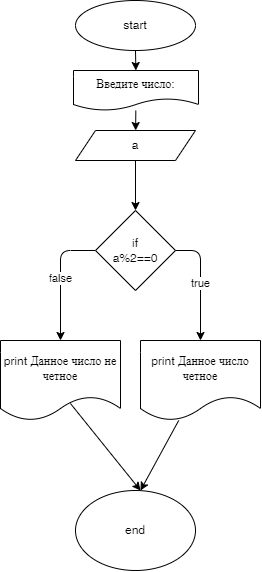 start
Введите число:
a
if
a%2==0
false
true
print Данное число не
четное
print Данное число
четное
end